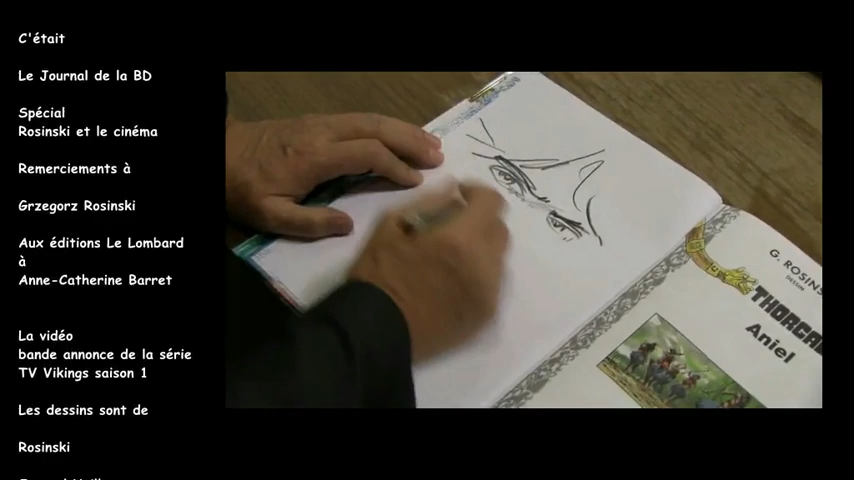 C'était
Le Journal de la BD
Spécial
Rosinski et le cinéma
Remerciements à
Grzegorz Rosinski
Aux éditions Le Lombard
à
Anne-Catherine Barret
La vidéo
bande annonce de la série
TV Vikings saison 1
Les dessins sont de
Rosinski
G. ROSINS
DESSIN
THORGA
Aniel